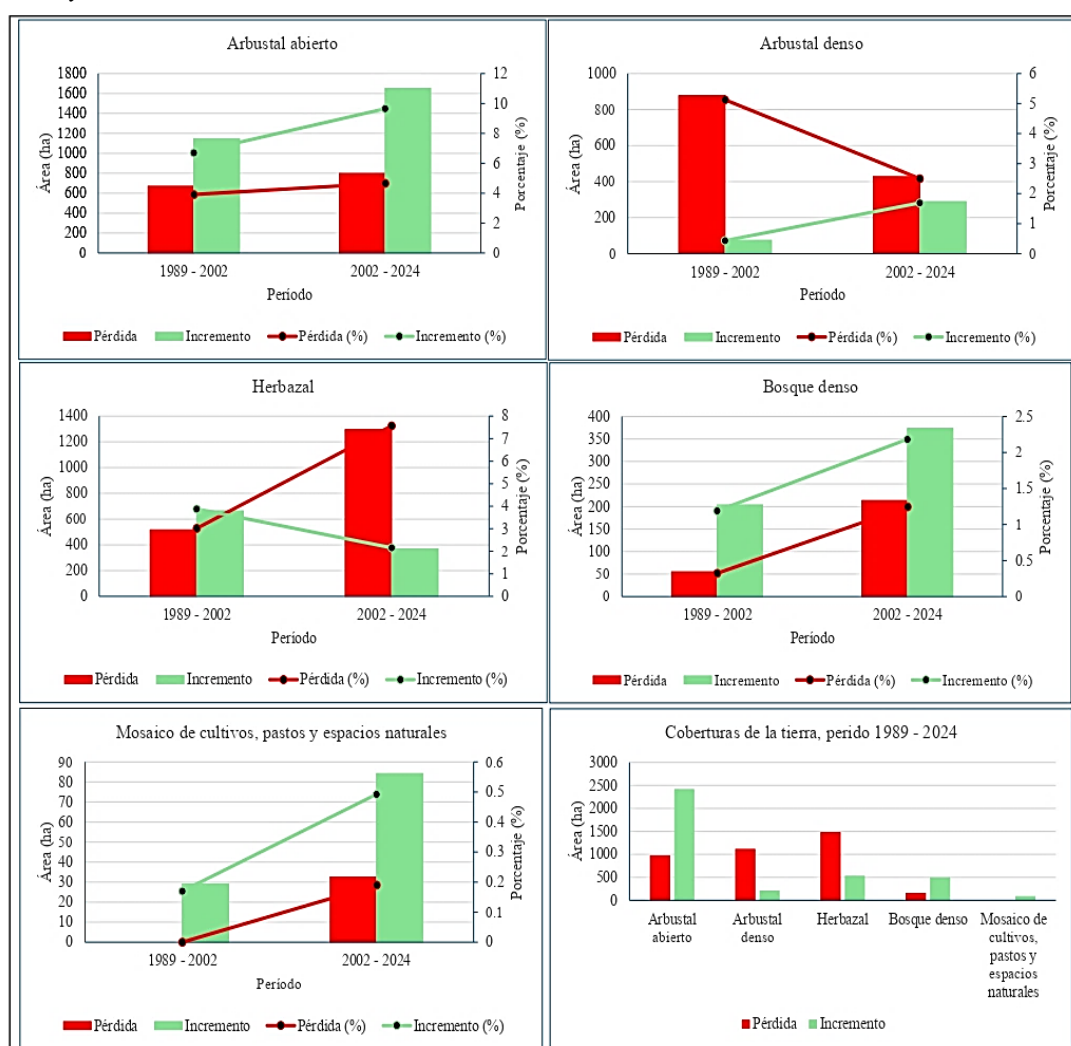 Arbustal abierto
1800
1600
1400
1200
1000
800
600
400
200
0
Área (ha)
12
10
8
6
4
2
0
Porcentaje (%)
1989 - 2002
2002 - 2024
Período
Pérdida Incremento Pérdida (%) Incremento (%)
Arbustal denso
1000
800
600
400
200
0
Área (ha)
6
5
4
3
2
1
0
Porcentaje (%)
1989 - 2002
2002 - 2024
Período
Pérdida Incremento Pérdida (%) Incremento (%)
Herbazal
1400
1200
1000
800
600
400
200
0
Área (ha)
8
7
6
5
4
3
2
1
0
Porcentaje (%)
1989 - 2002
2002 - 2024
Período
Pérdida Incremento Pérdida (%) Incremento (%)
Bosque denso
400
350
300
250
200
150
100
50
0
Área (ha)
2.5
2
1.5
1
0.5
0
Porcentaje (%)
1989 - 2002
2002 - 2024
Período
Pérdida Incremento Pérdida (%) Incremento (%)
Mosaico de cultivos, pastos y espacios naturales
90
80
70
60
50
40
30
20
10
0
Área (ha)
0.6
0.5
0.4
0.3
0.2
0.1
0
Porcentaje (%)
1989 - 2002
2002 - 2024
Período
Pérdida Incremento Pérdida (%) Incremento (%)
Coberturas de la tierra, perido 1989 - 2024
3000
2500
2000
1500
1000
500
0
Área (ha)
Arbustal
abierto
Arbustal
denso
Herbazal
Bosque denso
Mosaico de
cultivos,
pastos y
espacios
naturales
Pérdida Incremento